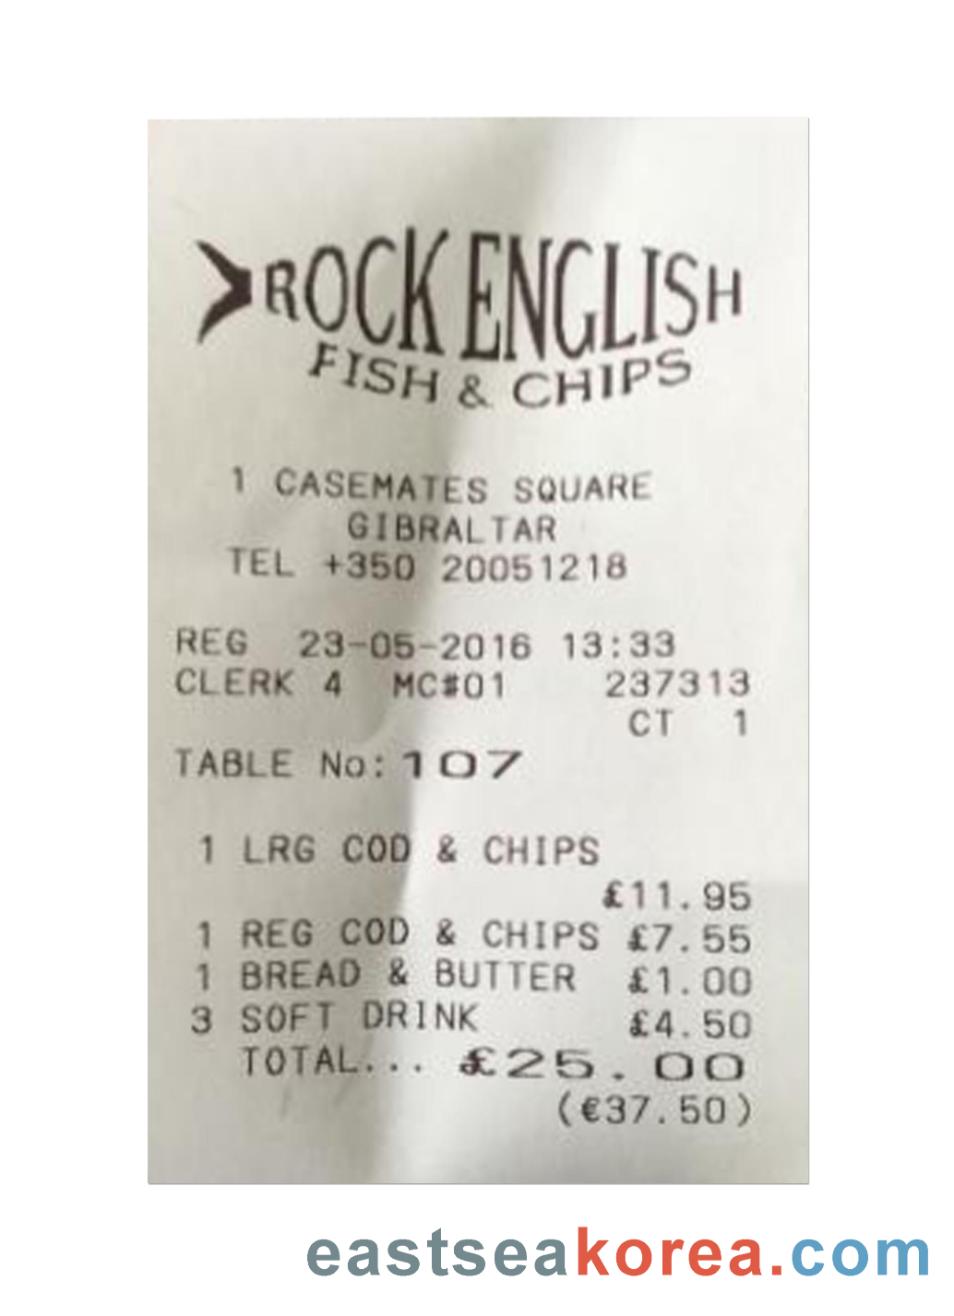 ROCK ENGLISH
FISH & CHIPS
1 CASEMATES SQUARE
GIBRALTAR
TEL +350 20051218
REG 23-05-2016 13:33
CLERK 4 MC#01 237313
CT 1
TABLE No: 107
1 LRG COD & CHIPS
£11.95
1 REG COD & CHIPS £7.55
1 BREAD & BUTTER £1.00
3 SOFT DRINK £4.50
TOTAL... £25.00
(€37.50)
eastseakorea.com